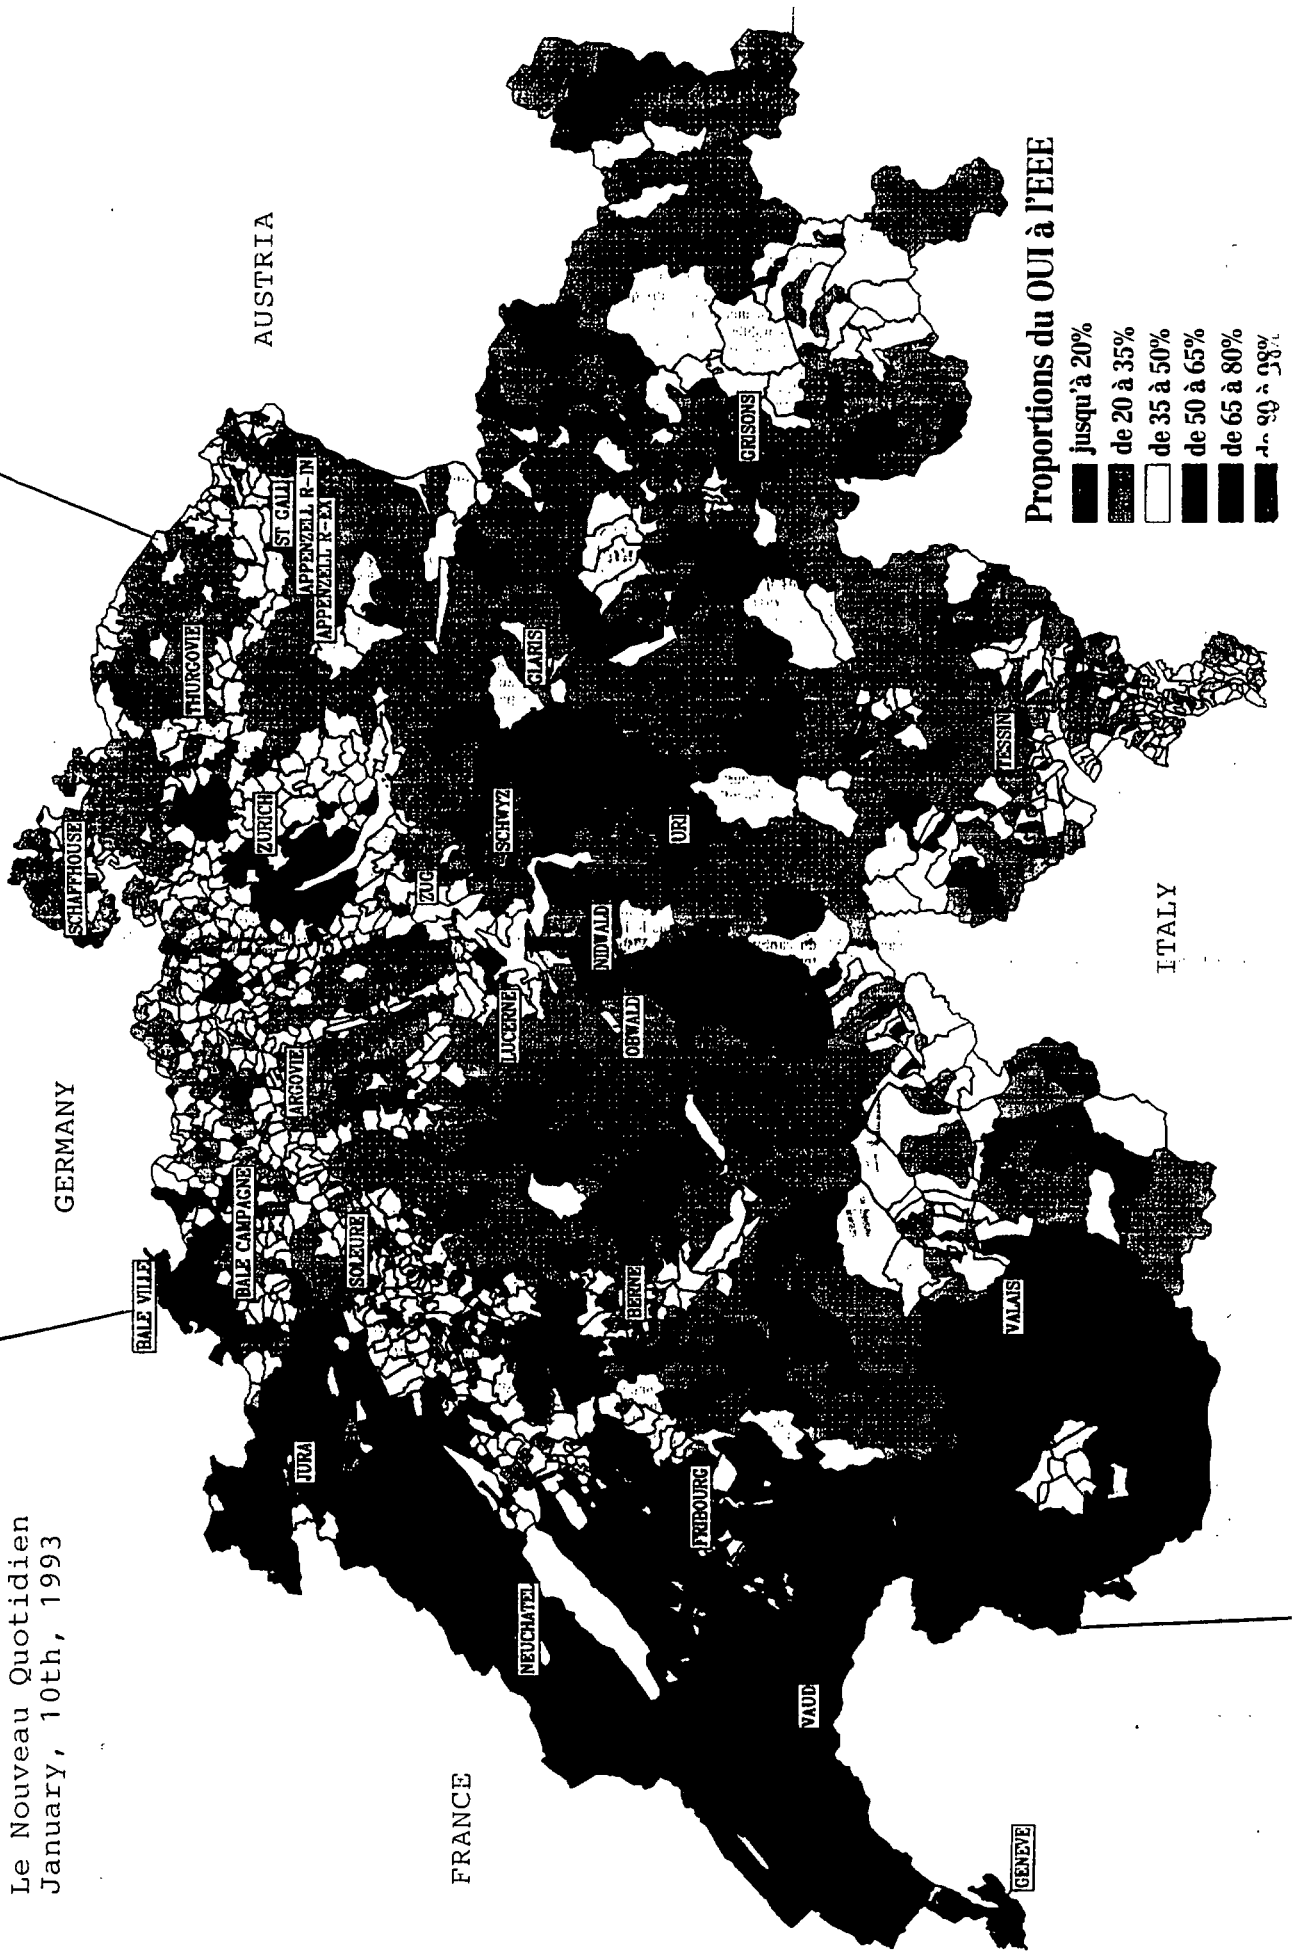 Le Nouveau Quotidien
January, 10th, 1993
GERMANY
AUSTRIA
FRANCE
ITALY
SCHAFFHOUSE
BALE VILLE
THURGOVIE
BALE CAMPAGNE
ZURICH
ST GALL
APPENZELL R-IN
APPENZELL R-EX
ARGOVIE
JURA
SOLEURE
ZUG
SCHWYZ
LUCERNE
GLARIS
NEUCHATEL
NIDWALD
OBWALD
BERNE
URI
FRIBOURG
GRISONS
VAUD
TESSIN
VALAIS
GENEVE
Proportions du OUI à l'EEE
jusqu'à 20%
de 20 à 35%
de 35 à 50%
de 50 à 65%
de 65 à 80%